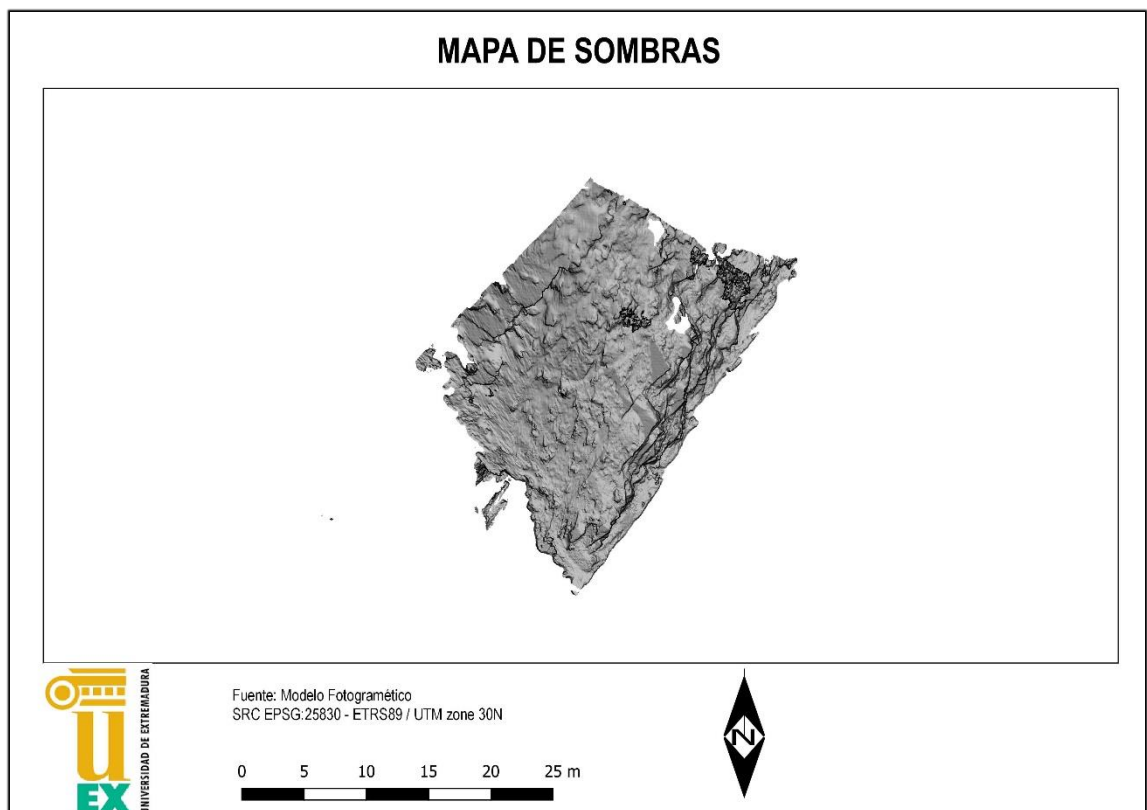 MAPA DE SOMBRAS
UNIVERSIDAD DE EXTREMADURA
u
EX
Fuente: Modelo Fotogramético
SRC EPSG:25830 - ETRS89 / UTM zone 30N
N
0 5 10 15 20 25 m